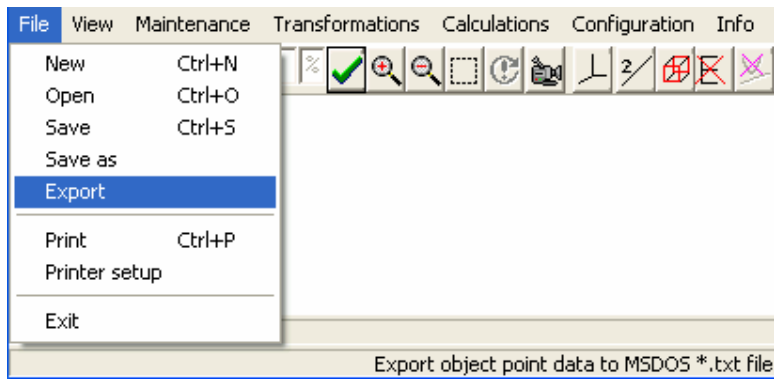 File View Maintenance Transformations Calculations Configuration Info
New Ctrl+N
%
2/
Open Ctrl+O
Save Ctrl+S
Save as
Export
Print Ctrl+P
Printer setup
Exit
Export object point data to MSDOS *.txt file